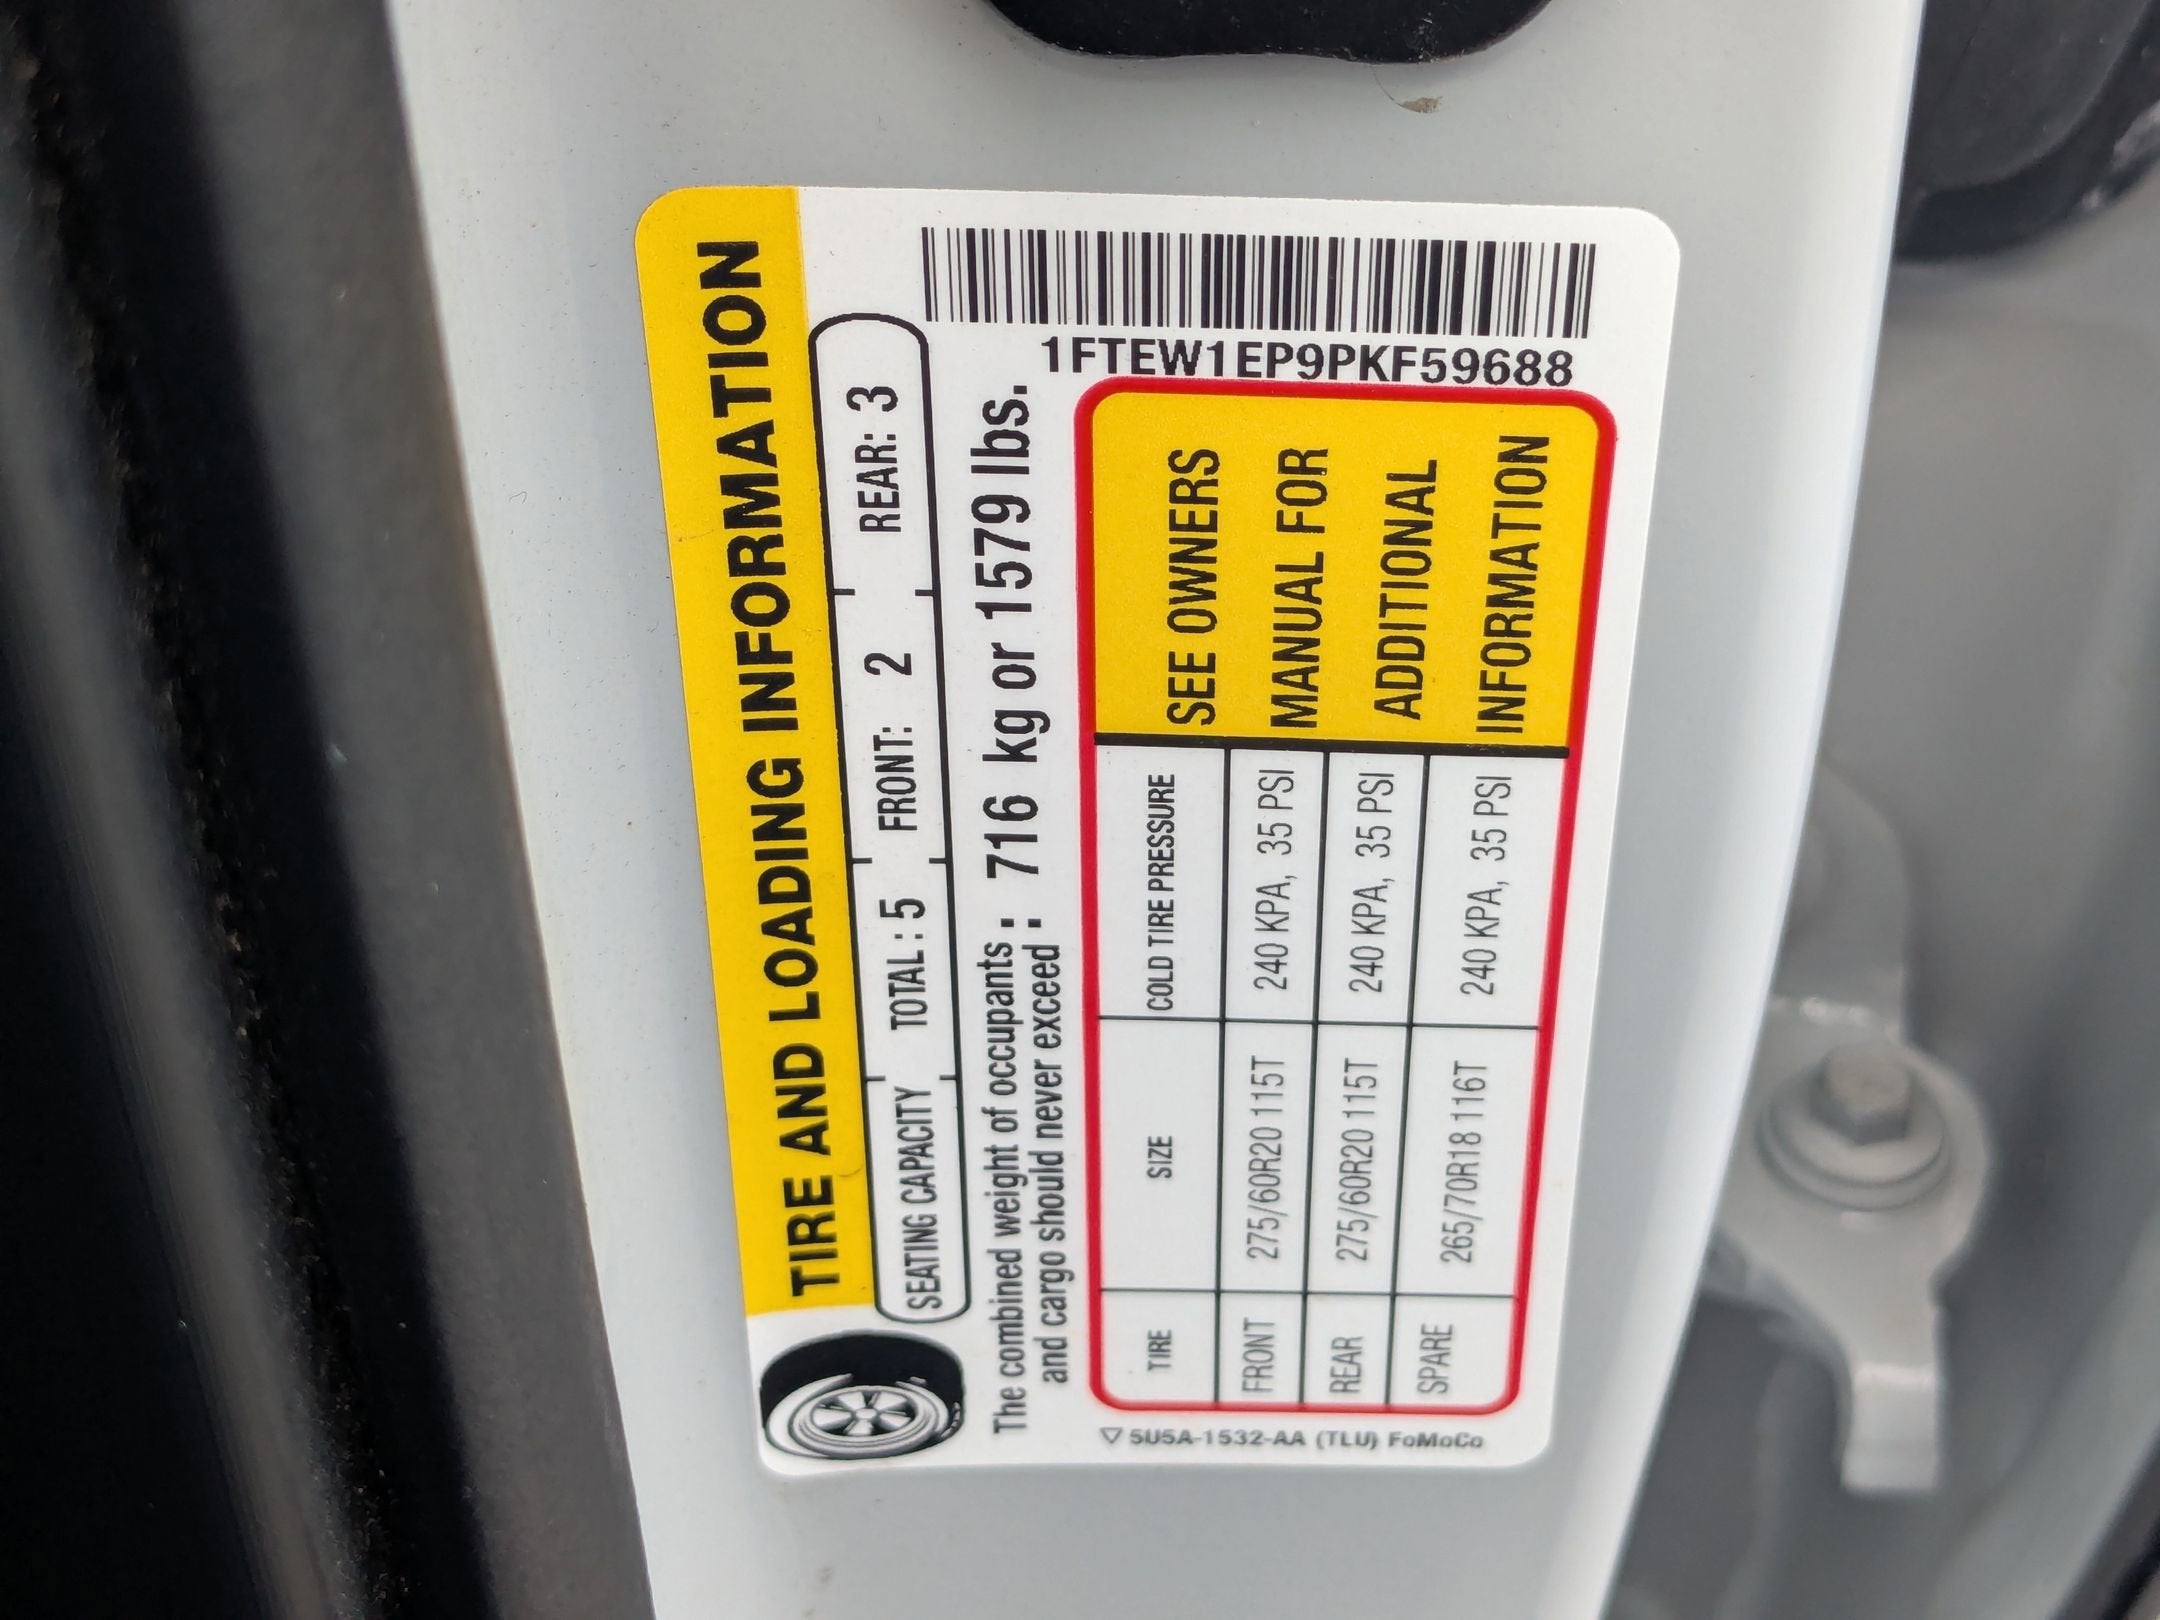 TIRE AND LOADING INFORMATION
SEATING CAPACITY TOTAL : 5 FRONT: 2 REAR: 3
The combined weight of occupants and cargo should never exceed : 716 kg or 1579 lbs.
1FTEW1EP9PKF59688
TIRE SIZE COLD TIRE PRESSURE
FRONT 275/60R20 115T 240 KPA, 35 PSI
REAR 275/60R20 115T 240 KPA, 35 PSI
SPARE 265/70R18 116T 240 KPA, 35 PSI
SEE OWNERS
MANUAL FOR
ADDITIONAL
INFORMATION
5U5A-1532-AA (TLU) FoMoCo